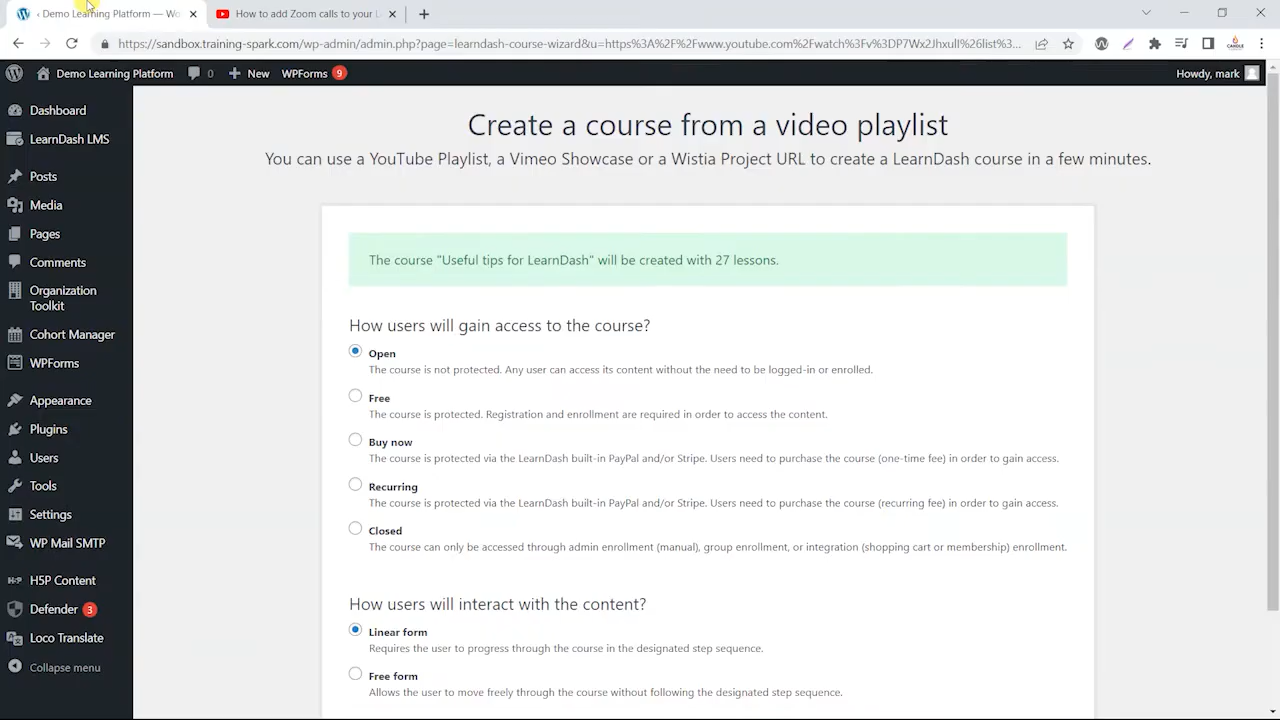 ‹ Demo Learning Platform — Wo
How to add Zoom calls to your L
https://sandbox.training-spark.com/wp-admin/admin.php?page=learndash-course-wizard&u=https%3A%2F%2Fwww.youtube.com%2Fwatch%3Fv%3DP7Wx2JhxulI%26list%3...
Demo Learning Platform
0
New
WPForms 9
Howdy, mark
Dashboard
LearnDash LMS
Posts
Media
Pages
Comments
Organization
Toolkit
Cohort Manager
WPForms
Appearance
Plugins
Users
Tools
Settings
WP Mail SMTP
H5P Content
Defender 3
Loco Translate
Collapse menu
Create a course from a video playlist
You can use a YouTube Playlist, a Vimeo Showcase or a Wistia Project URL to create a LearnDash course in a few minutes.
The course "Useful tips for LearnDash" will be created with 27 lessons.
How users will gain access to the course?
Open
The course is not protected. Any user can access its content without the need to be logged-in or enrolled.
Free
The course is protected. Registration and enrollment are required in order to access the content.
Buy now
The course is protected via the LearnDash built-in PayPal and/or Stripe. Users need to purchase the course (one-time fee) in order to gain access.
Recurring
The course is protected via the LearnDash built-in PayPal and/or Stripe. Users need to purchase the course (recurring fee) in order to gain access.
Closed
The course can only be accessed through admin enrollment (manual), group enrollment, or integration (shopping cart or membership) enrollment.
How users will interact with the content?
Linear form
Requires the user to progress through the course in the designated step sequence.
Free form
Allows the user to move freely through the course without following the designated step sequence.